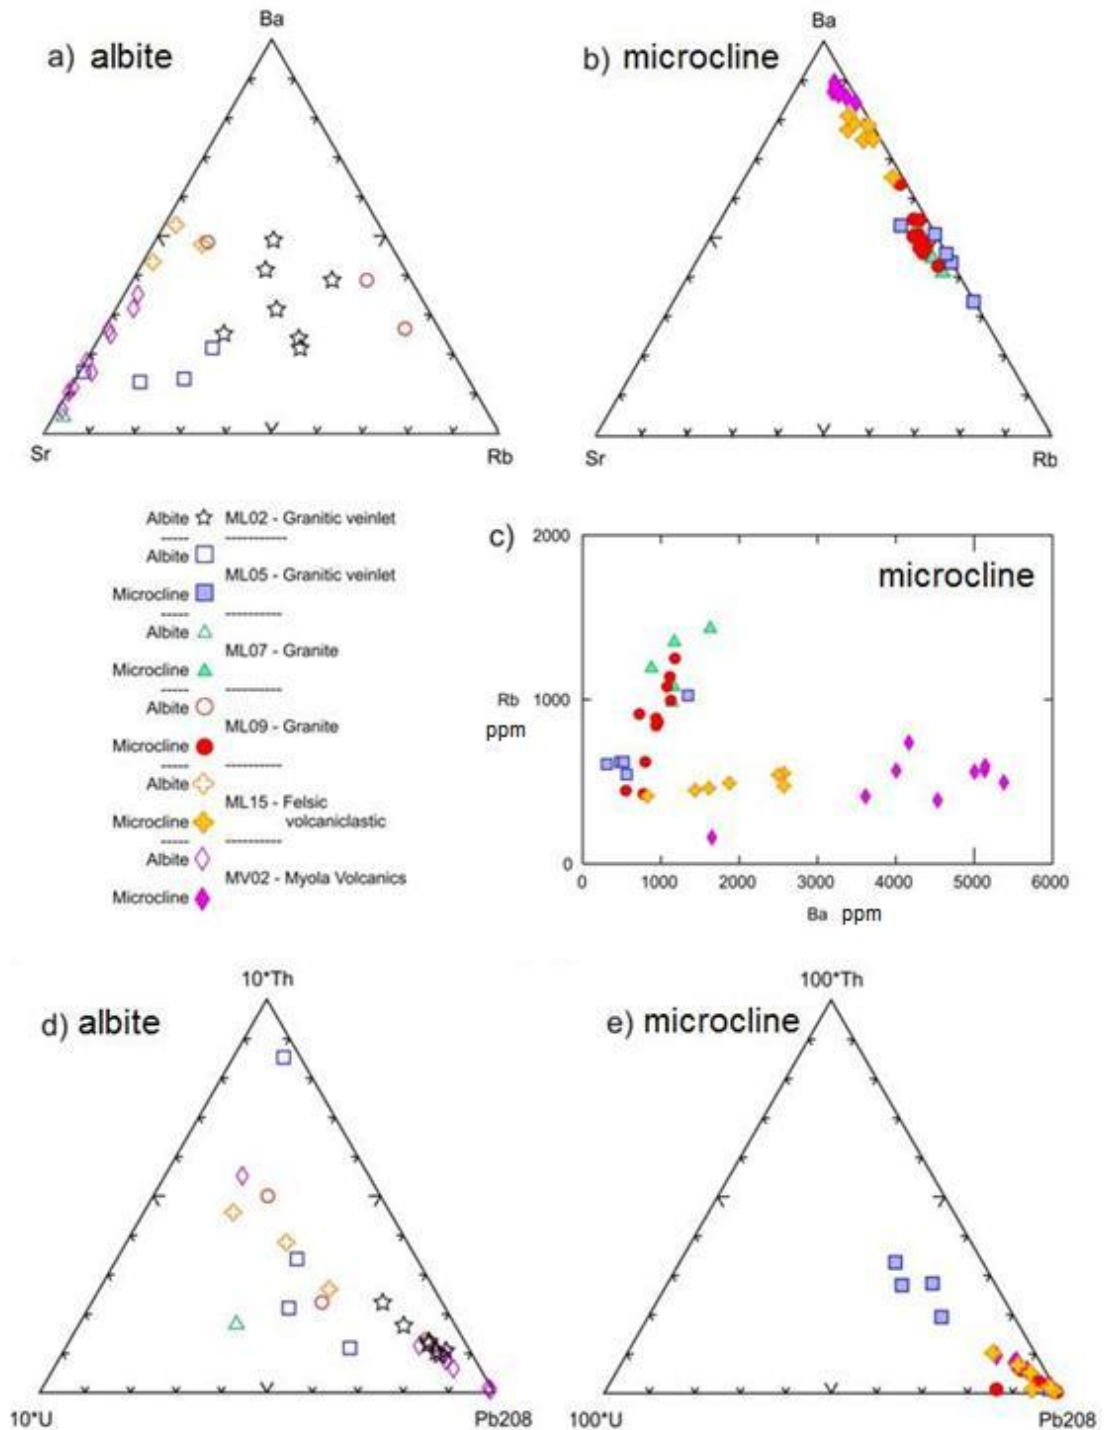 Ba
a) albite
Sr
Rb
Ba
b) microcline
Sr
Rb
Albite ML02 - Granitic veinlet
----- -----------
Albite
ML05 - Granitic veinlet
Microcline
----- ----------
Albite
ML07 - Granite
Microcline
----- ----------
Albite
ML09 - Granite
Microcline
----- ----------
Albite
ML15 - Felsic
volcaniclastic
Microcline
----- ----------
Albite
MV02 - Myola Volcanics
Microcline
c)
2000
microcline
Rb 1000
ppm
0
0 1000 2000 3000 4000 5000 6000
Ba ppm
10*Th
d) albite
10*U
Pb208
100*Th
e) microcline
100*U
Pb208